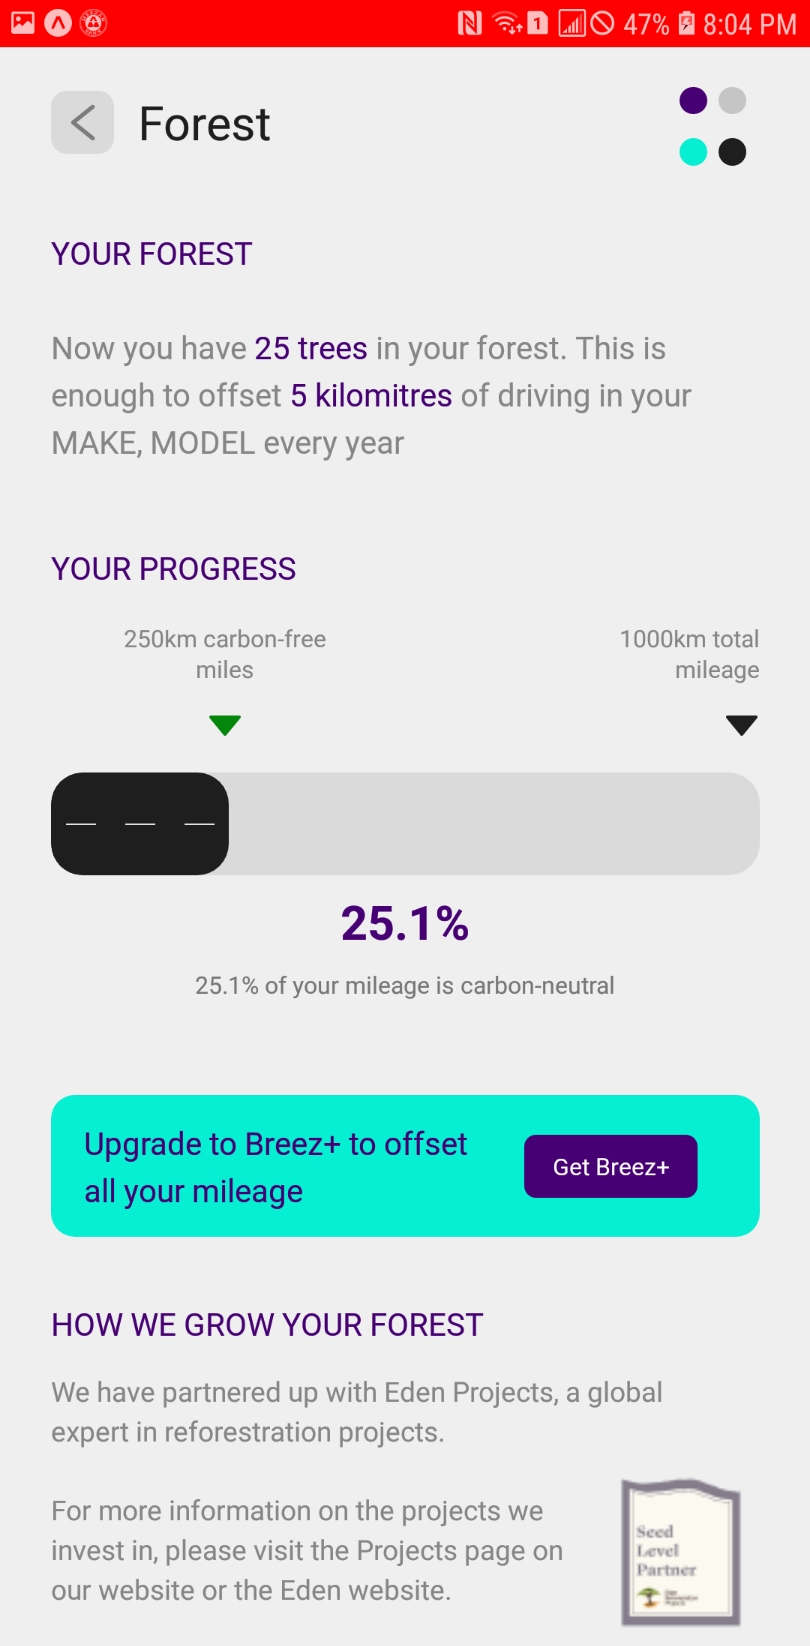 1 47% 8:04 PM
Forest
YOUR FOREST
Now you have 25 trees in your forest. This is
enough to offset 5 kilomitres of driving in your
MAKE, MODEL every year
YOUR PROGRESS
250km carbon-free
miles
1000km total
mileage
25.1%
25.1% of your mileage is carbon-neutral
Upgrade to Breez+ to offset
all your mileage
Get Breez+
HOW WE GROW YOUR FOREST
We have partnered up with Eden Projects, a global
expert in reforestration projects.
For more information on the projects we
invest in, please visit the Projects page on
our website or the Eden website.
Seed
Level
Partner